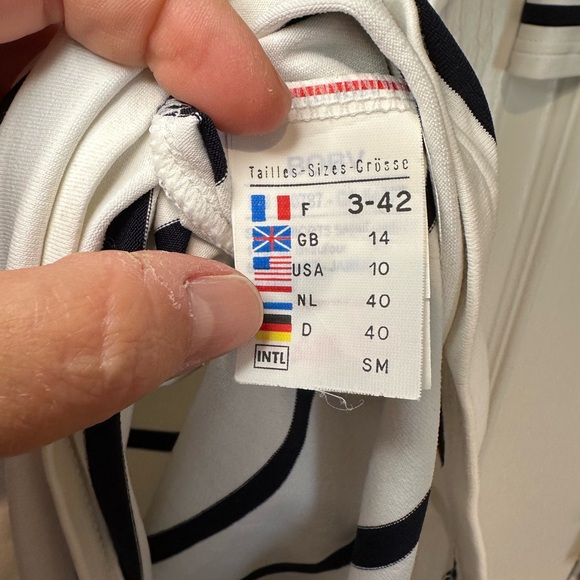 Tailles-Sizes-Grösse
F 3-42
GB 14
USA 10
NL 40
D 40
INTL SM